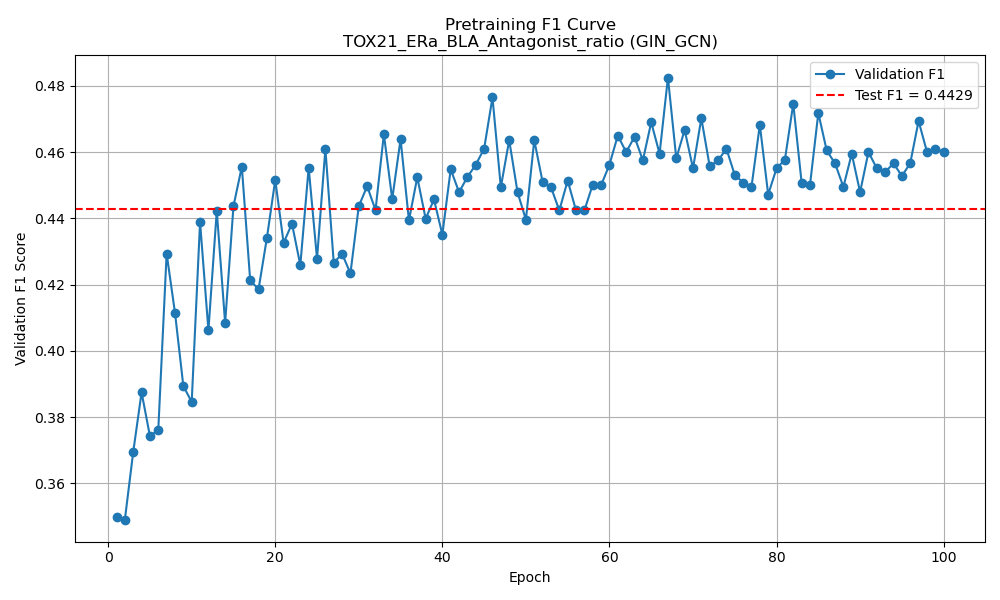 Pretraining F1 Curve
TOX21_ERa_BLA_Antagonist_ratio (GIN_GCN)
Validation F1
Test F1 = 0.4429
Validation F1 Score
0.48
0.46
0.44
0.42
0.40
0.38
0.36
0
20
40
60
80
100
Epoch